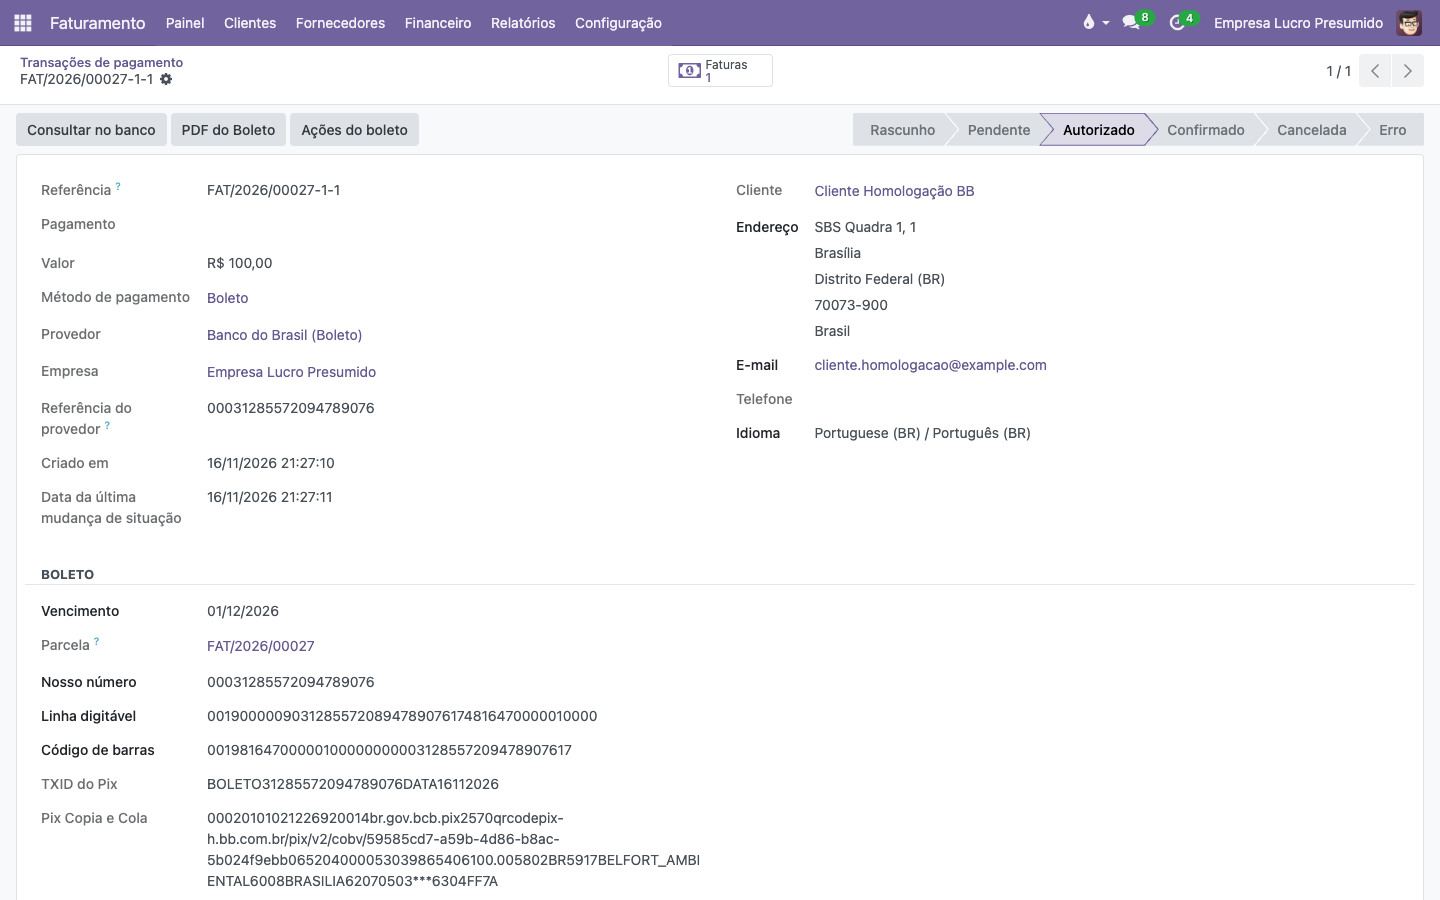 Faturamento
Painel
Clientes
Fornecedores
Financeiro
Relatórios
Configuração
8
4
Empresa Lucro Presumido
Transações de pagamento
FAT/2026/00027-1-1
Faturas
1
1 / 1
Consultar no banco
PDF do Boleto
Ações do boleto
Rascunho
Pendente
Autorizado
Confirmado
Cancelada
Erro
Referência ?
FAT/2026/00027-1-1
Pagamento
Valor
R$ 100,00
Método de pagamento
Boleto
Provedor
Banco do Brasil (Boleto)
Empresa
Empresa Lucro Presumido
Referência do
provedor ?
00031285572094789076
Criado em
16/11/2026 21:27:10
Data da última
mudança de situação
16/11/2026 21:27:11
Cliente
Cliente Homologação BB
Endereço
SBS Quadra 1, 1
Brasília
Distrito Federal (BR)
70073-900
Brasil
E-mail
cliente.homologacao@example.com
Telefone
Idioma
Portuguese (BR) / Português (BR)
BOLETO
Vencimento
01/12/2026
Parcela ?
FAT/2026/00027
Nosso número
00031285572094789076
Linha digitável
00190000090312855720894789076174816470000010000
Código de barras
00198164700000100000000003128557209478907617
TXID do Pix
BOLETO31285572094789076DATA16112026
Pix Copia e Cola
00020101021226920014br.gov.bcb.pix2570qrcodepix-
h.bb.com.br/pix/v2/cobv/59585cd7-a59b-4d86-b8ac-
5b024f9ebb065204000053039865406100.005802BR5917BELFORT_AMBI
ENTAL6008BRASILIA62070503***6304FF7A